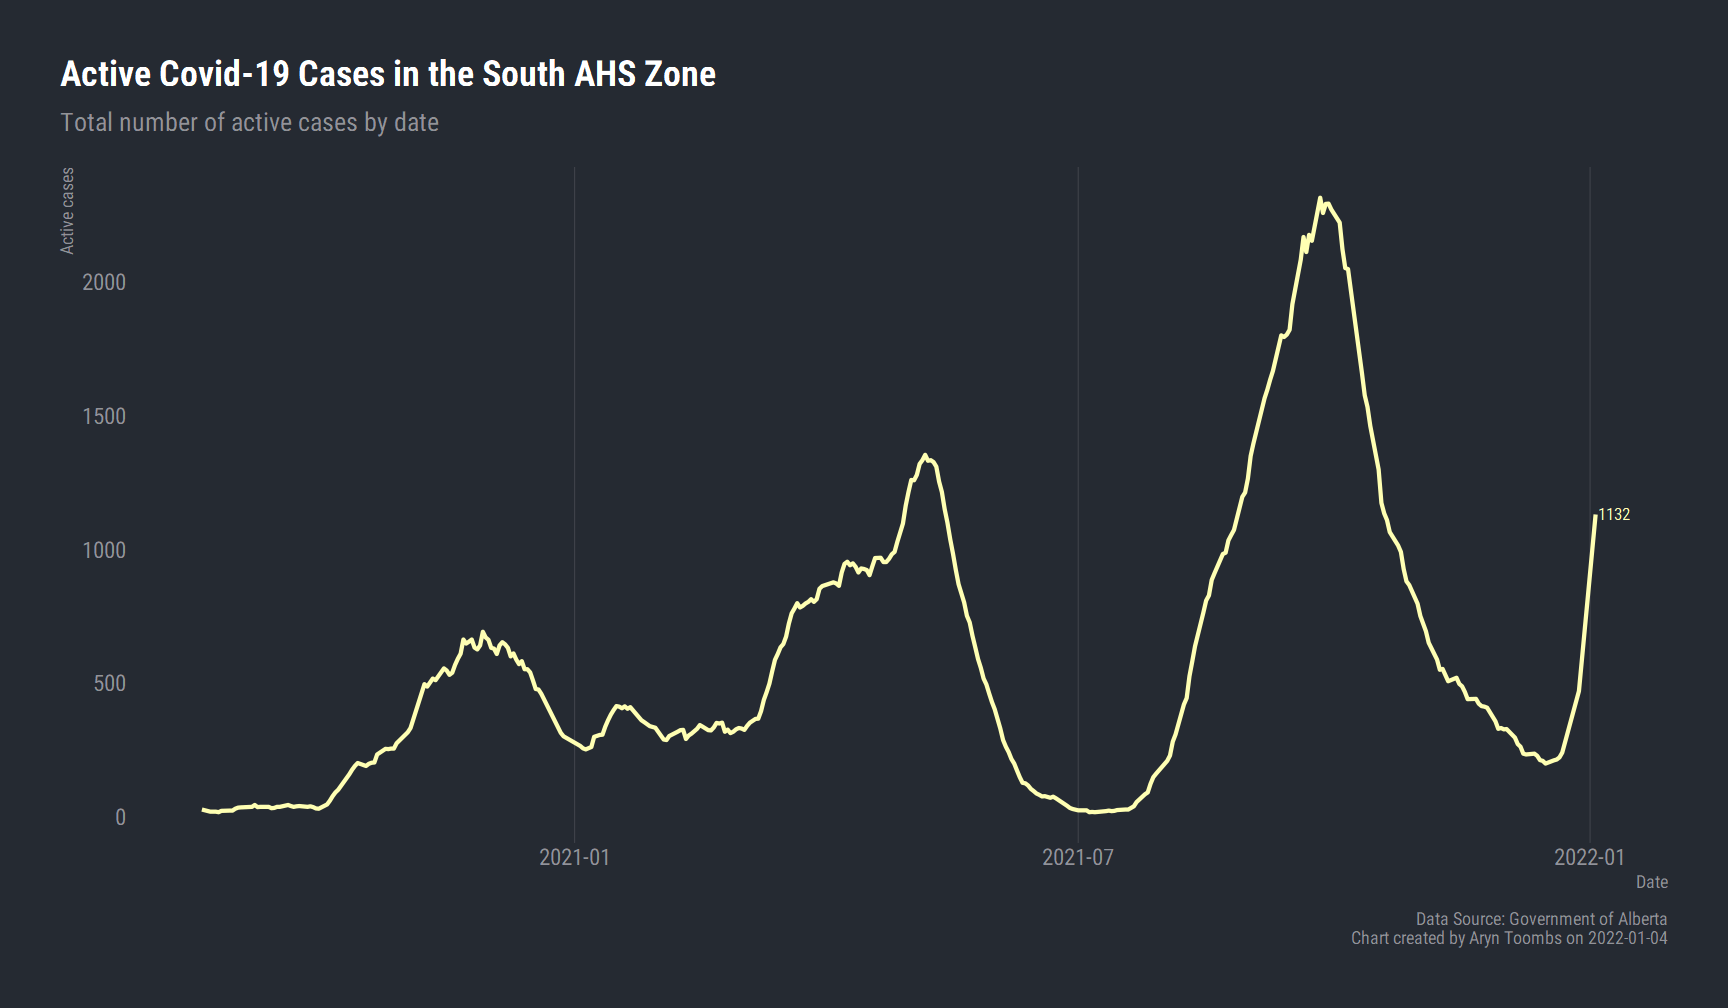 Active Covid-19 Cases in the South AHS Zone
Total number of active cases by date
Active cases
2000
1500
1000
500
0
1132
2021-01
2021-07
2022-01
Date
Data Source: Government of Alberta
Chart created by Aryn Toombs on 2022-01-04